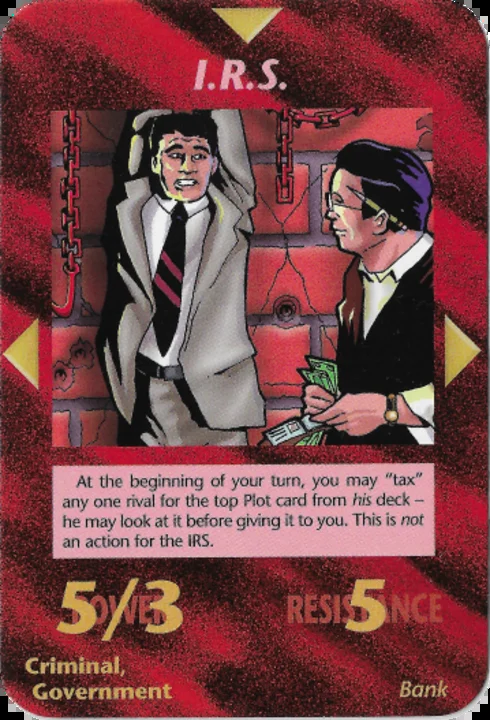 I.R.S.
At the beginning of your turn, you may "tax"
any one rival for the top Plot card from his deck –
he may look at it before giving it to you. This is not
an action for the IRS.
POWER 5/3
RESISTANCE 5
Criminal,
Government
Bank